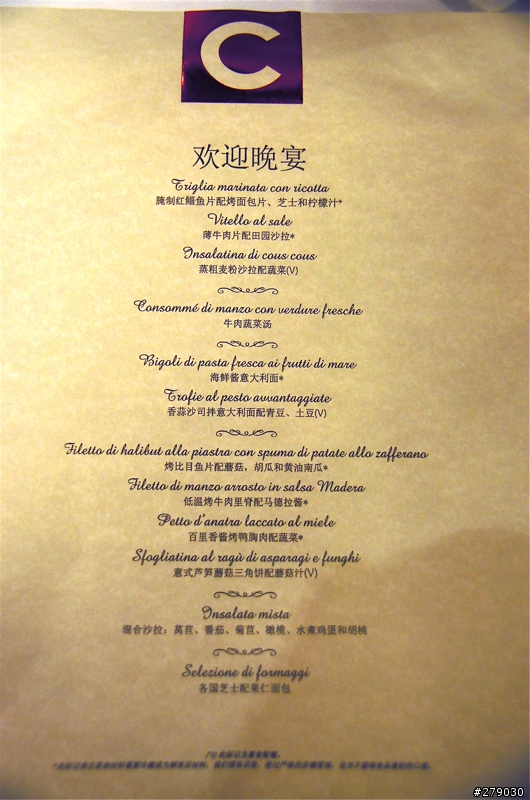 C
欢迎晚宴
Triglia marinata con ricotta
腌制红鲻鱼片配烤面包片、芝士和柠檬汁*
Vitello al sale
薄牛肉片配田园沙拉*
Insalatina di cous cous
蒸粗麦粉沙拉配蔬菜(V)
Consommé di manzo con verdure fresche
牛肉蔬菜汤
Bigoli di pasta fresca ai frutti di mare
海鲜酱意大利面*
Trofie al pesto avvantaggiate
香蒜沙司拌意大利面配青豆、土豆(V)
Filetto di halibut alla piastra con spuma di patate allo zafferano
烤比目鱼片配蘑菇，胡瓜和黄油南瓜*
Filetto di manzo arrosto in salsa Madera
低温烤牛肉里脊配马德拉酱*
Petto d'anatra laccato al miele
百里香酱烤鸭胸肉配蔬菜*
Sfogliatina al ragù di asparagi e funghi
意式芦笋蘑菇三角饼配蘑菇汁(V)
Insalata mista
混合沙拉：莴苣、番茄、菊苣、橄榄、水煮鸡蛋和胡桃
Selezione di formaggi
各国芝士配果仁面包
#279030